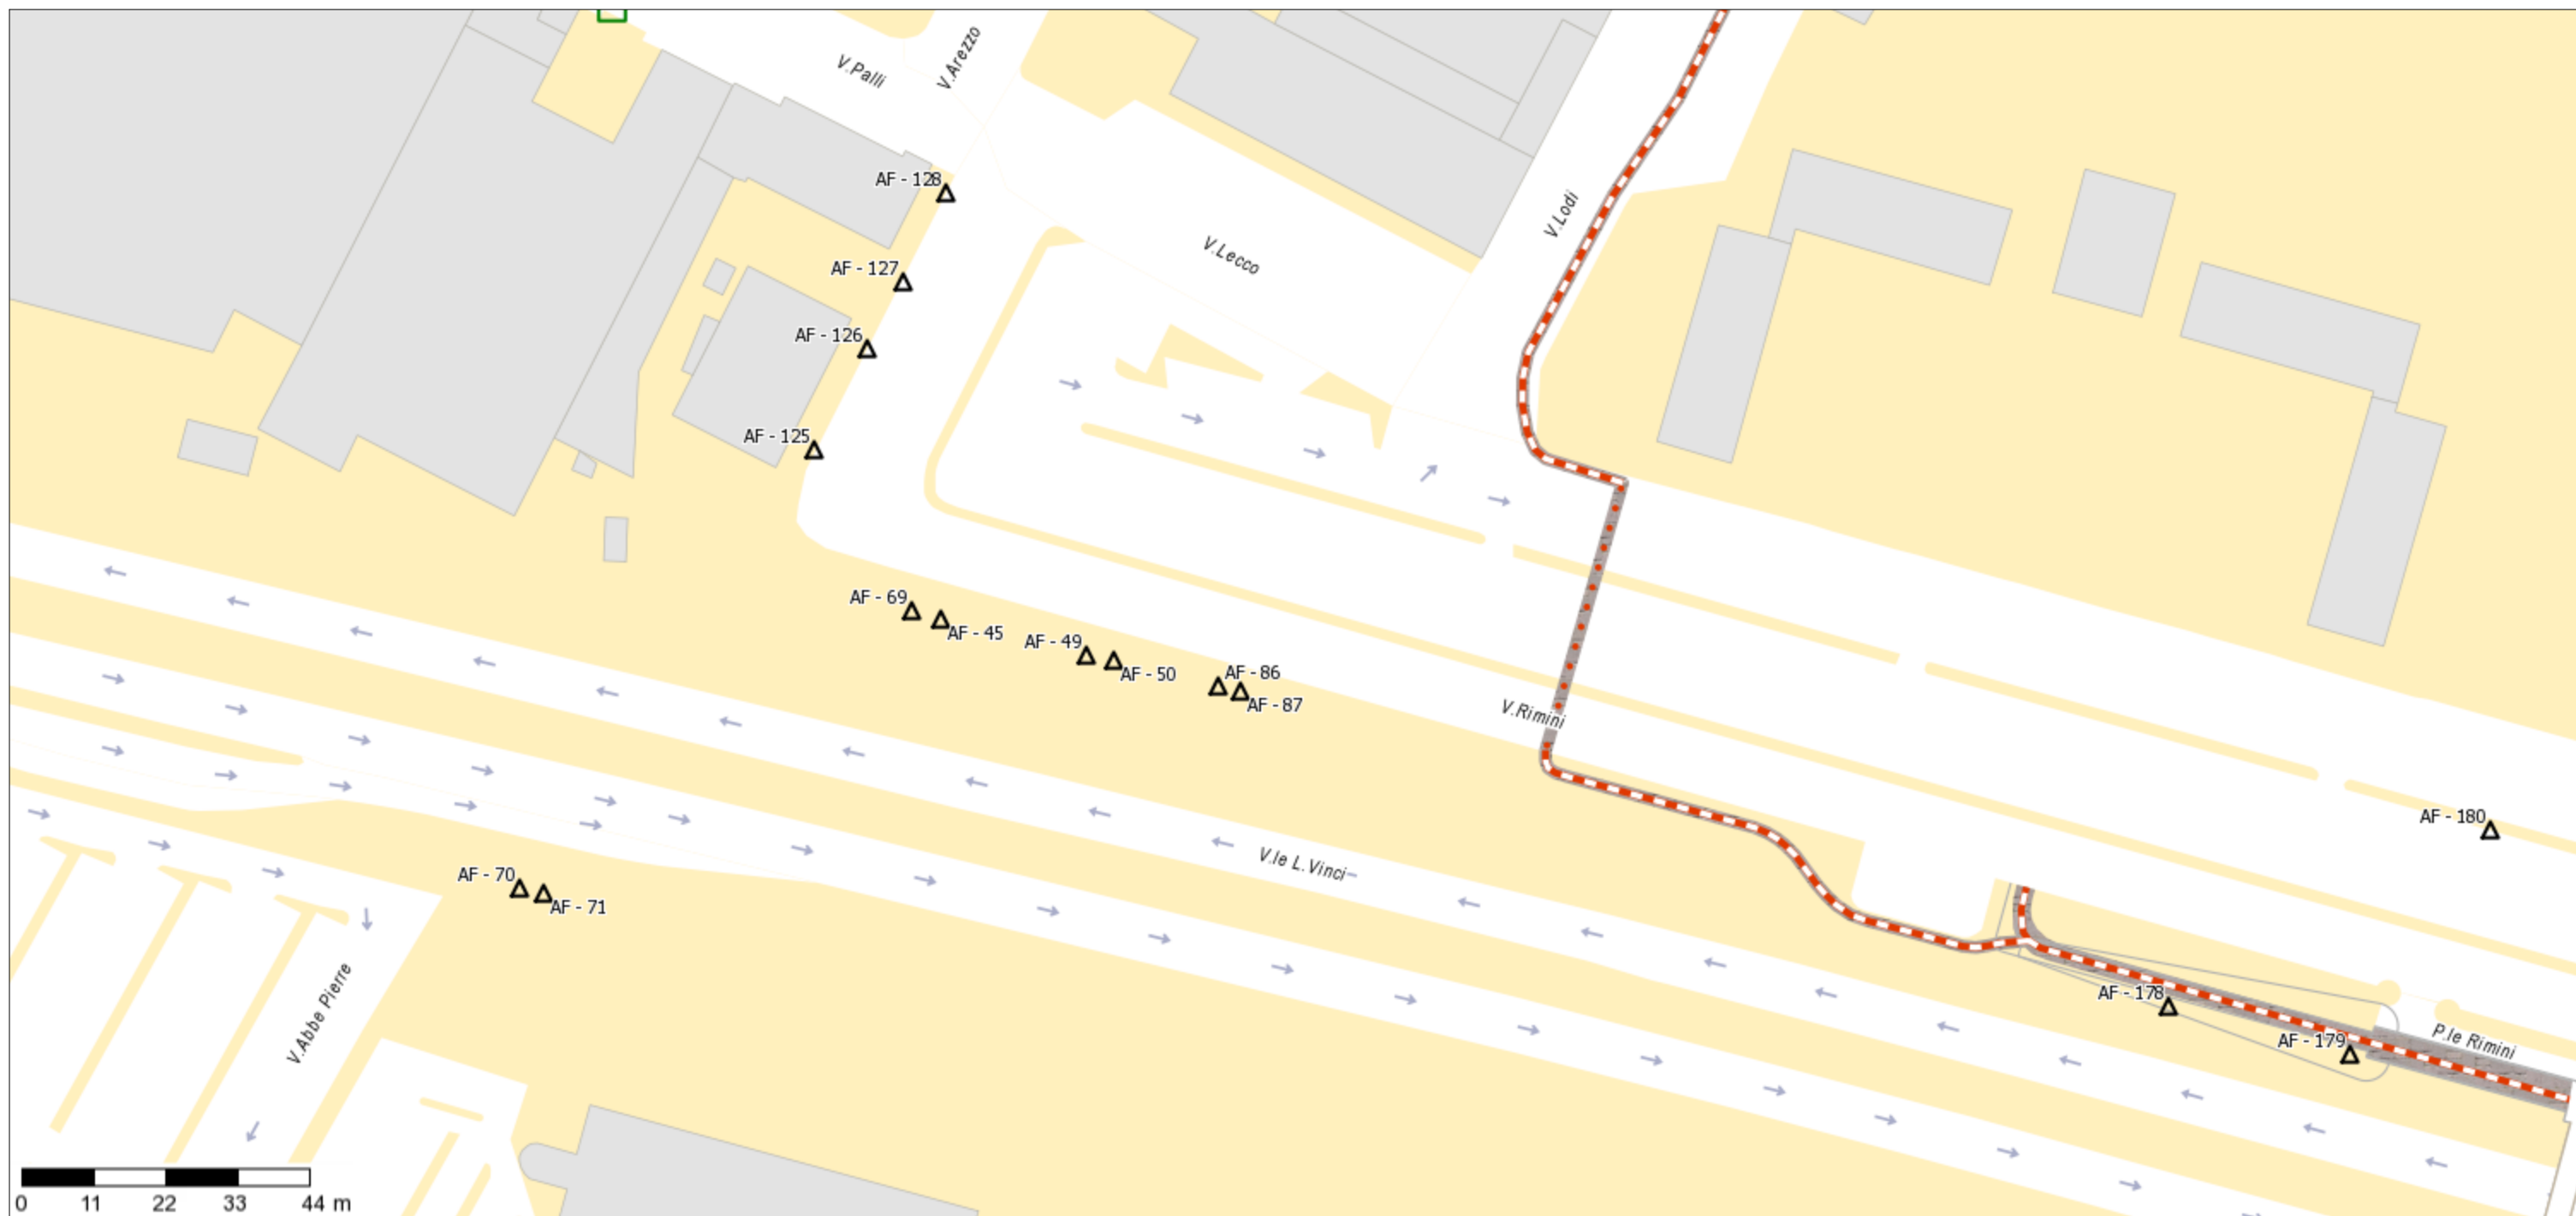 V.Palli
V.Arezzo
AF - 128
V.Lodi
V.Lecco
AF - 127
AF - 126
AF - 125
AF - 69
AF - 45
AF - 49
AF - 50
AF - 86
AF - 87
V.Rimini
AF - 180
V.le L.Vinci
AF - 70
AF - 71
V.Abbe Pierre
AF - 178
AF - 179
P.le Rimini
0 11 22 33 44 m